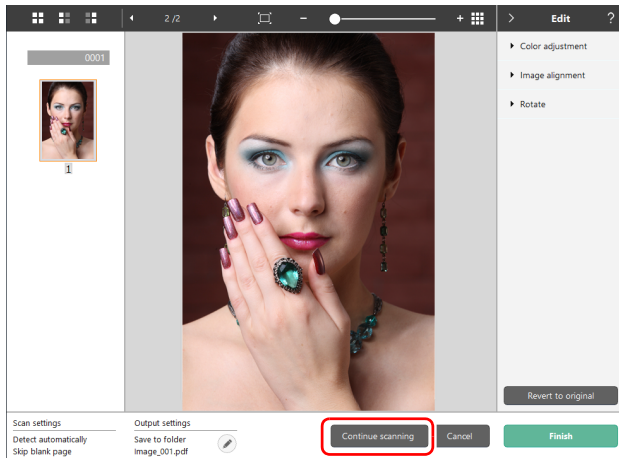 2 /2
Edit
?
0001
1
Color adjustment
Image alignment
Rotate
Revert to original
Scan settings
Detect automatically
Skip blank page
Output settings
Save to folder
Image_001.pdf
Continue scanning
Cancel
Finish